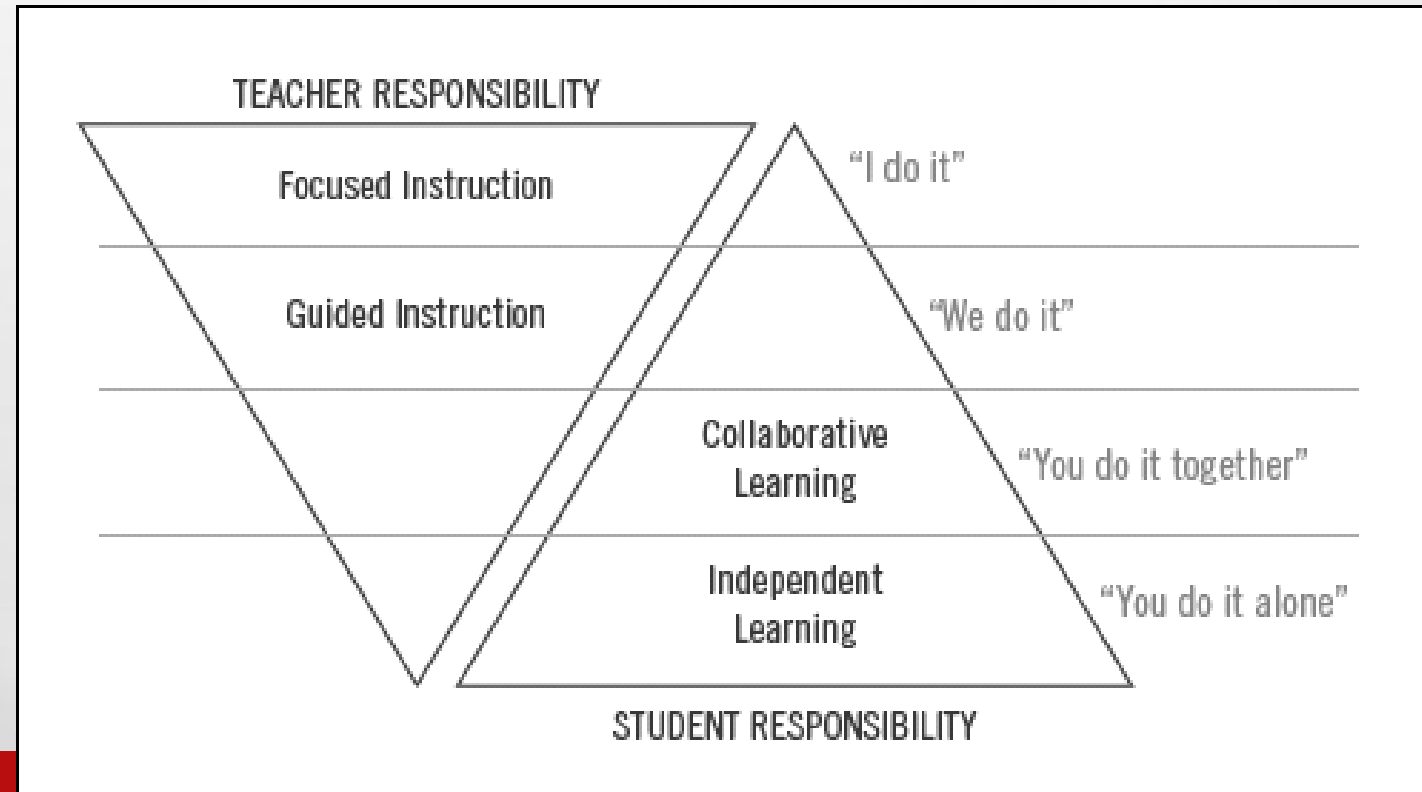 TEACHER RESPONSIBILITY
Focused Instruction
“I do it”
Guided Instruction
“We do it”
Collaborative
Learning
“You do it together”
Independent
Learning
“You do it alone”
STUDENT RESPONSIBILITY